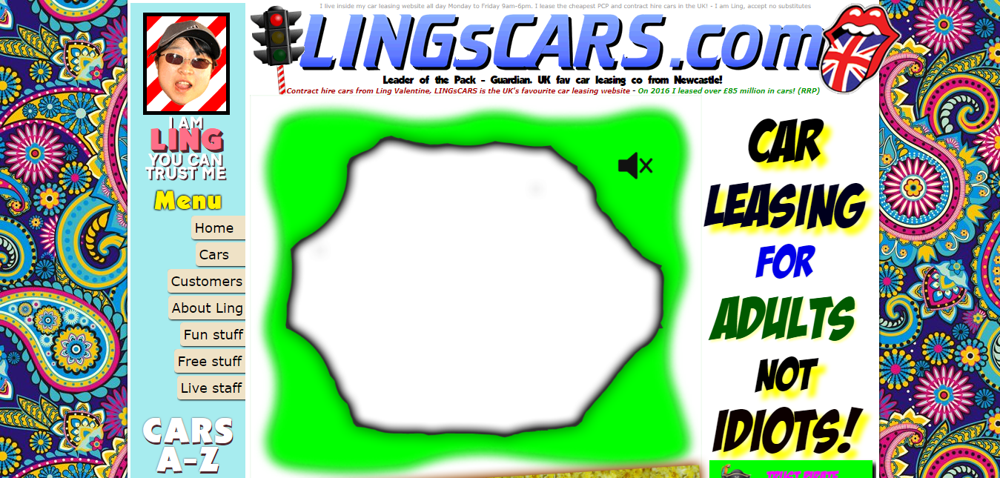 I live inside my car leasing website all day Monday to Friday 9am-6pm. I lease the cheapest PCP and contract hire cars in the UK! - I am Ling, accept no substitutes
LINGsCARS.com
Leader of the Pack - Guardian. UK fav car leasing co from Newcastle!
Contract hire cars from Ling Valentine, LINGsCARS is the UK's favourite car leasing website - On 2016 I leased over £85 million in cars! (RRP)
I AM
LING
YOU CAN
TRUST ME
Menu
Home
Cars
Customers
About Ling
Fun stuff
Free stuff
Live staff
CARS
A-Z
CAR
LEASING
FOR
ADULTS
NOT
IDIOTS!
TRUST PIRATE